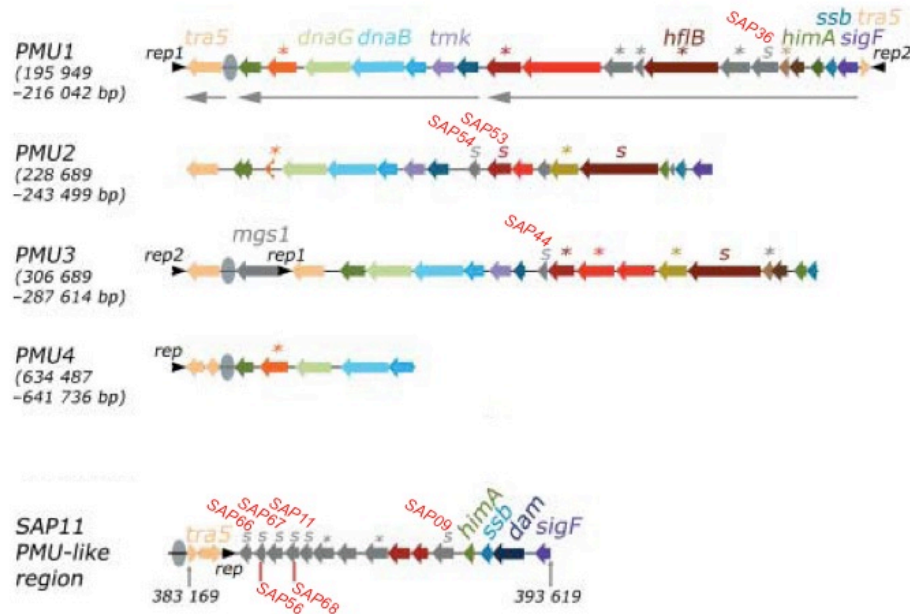 tra5 dnaG dnaB tmk hflB SAP36 ssb tra5 himA sigF
PMU1 rep1 * * * * * * s * rep2
(195 949
–216 042 bp)
SAP54 SAP53
PMU2 * s s * s
(228 689
–243 499 bp)
mgs1 SAP44
PMU3 rep2 rep1 s * * * s *
(306 689
–287 614 bp)
PMU4 rep *
(634 487
–641 736 bp)
SAP66 SAP67 SAP11 SAP09 himA ssb dam sigF
SAP11 tra5 s s s s s * * s
PMU-like
region rep
SAP56 SAP68
383 169 393 619